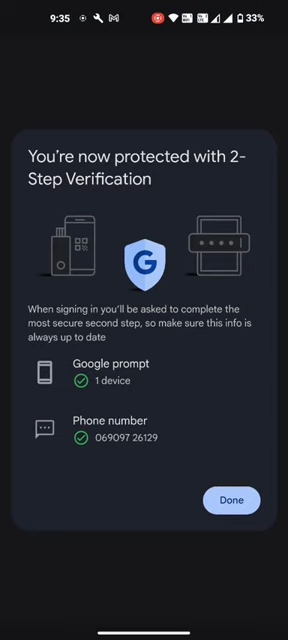 9:35
33%
You're now protected with 2-
Step Verification
G
When signing in you'll be asked to complete the
most secure second step, so make sure this info is
always up to date
Google prompt
1 device
Phone number
069097 26129
Done